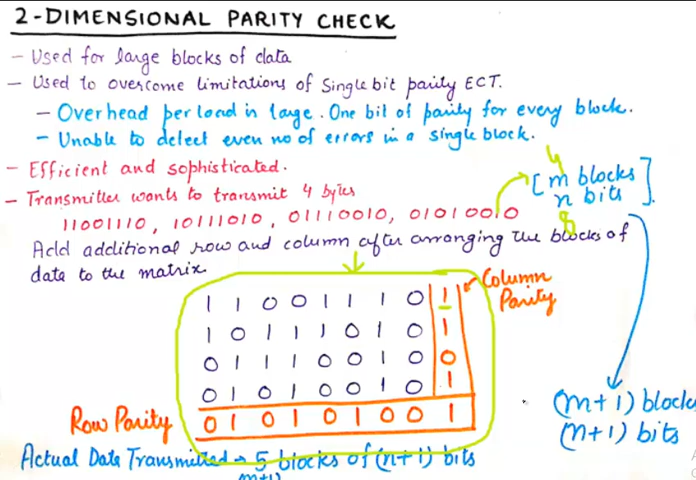 2-DIMENSIONAL PARITY CHECK
- Used for large blocks of data
- Used to overcome limitations of Single bit parity ECT.
- Overhead per load is large. One bit of parity for every block.
- Unable to detect even no of errors in a single block.
- Efficient and sophisticated.
- Transmitter wants to transmit 4 bytes
4
[m blocks
n bits].
8
11001110, 10111010, 01110010, 01010010
Add additional row and column after arranging the blocks of
data to the matrix
Column
Parity
1 1 0 0 1 1 1 0 1
1 0 1 1 1 0 1 0 1
0 1 1 1 0 0 1 0 0
0 1 0 1 0 0 1 0 1
Row Parity 0 1 0 1 0 1 0 0 1
(m+1) blocks
(n+1) bits
Actual Data Transmitted → 5 blocks of (n+1) bits
(m+1)